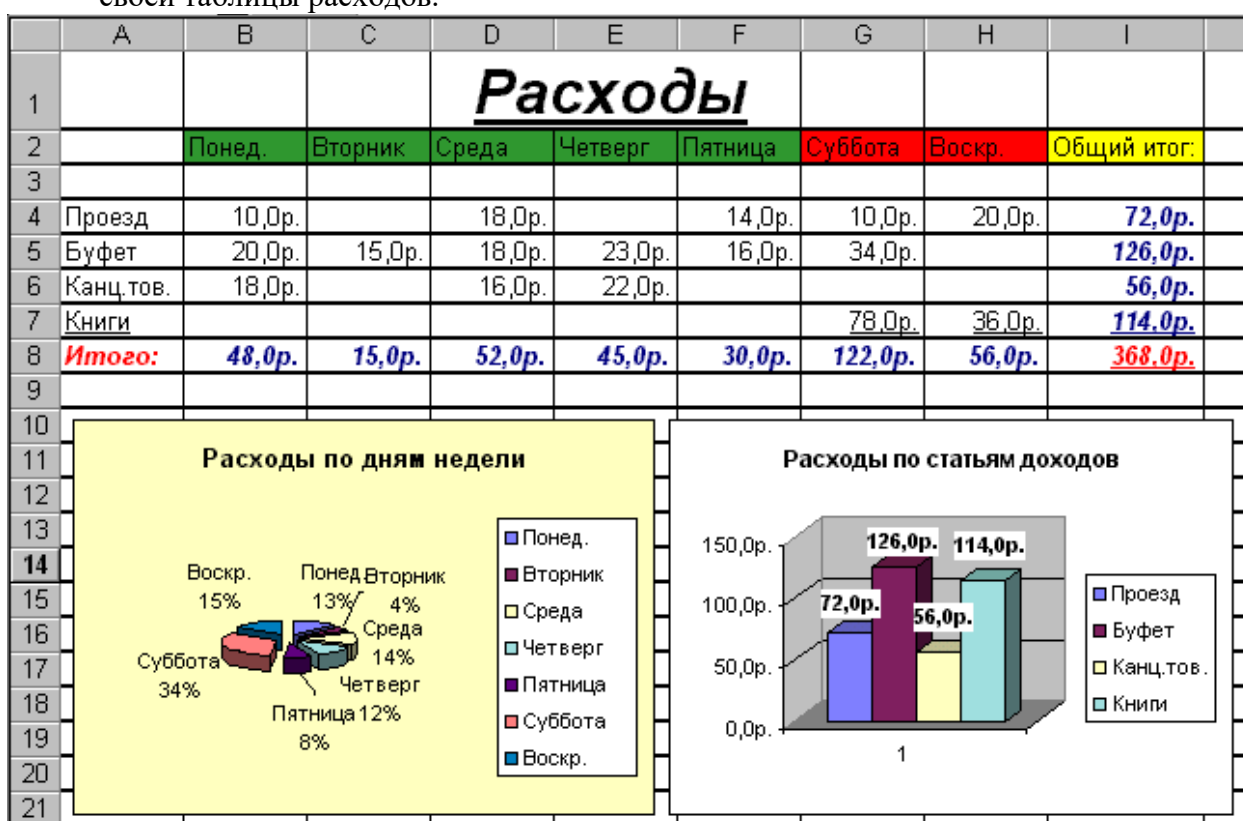 своей таблицы расходов.
A B C D E F G H I
1 Расходы
2 Понед. Вторник Среда Четверг Пятница Суббота Воскр. Общий итог:
3
4 Проезд 10,0р. 18,0р. 14,0р. 10,0р. 20,0р. 72,0р.
5 Буфет 20,0р. 15,0р. 18,0р. 23,0р. 16,0р. 34,0р. 126,0р.
6 Канц.тов. 18,0р. 16,0р. 22,0р. 56,0р.
7 Книги 78,0р. 36,0р. 114,0р.
8 Итого: 48,0р. 15,0р. 52,0р. 45,0р. 30,0р. 122,0р. 56,0р. 368,0р.
9
10
11
12
13
14
15
16
17
18
19
20
21
Расходы по дням недели
Воскр.
15%
Понед.
13%
Вторник
4%
Среда
14%
Четверг
12%
Пятница
8%
Суббота
34%
Понед.
Вторник
Среда
Четверг
Пятница
Суббота
Воскр.
Расходы по статьям доходов
150,0р.
100,0р.
50,0р.
0,0р.
72,0р.
126,0р.
56,0р.
114,0р.
1
Проезд
Буфет
Канц.тов.
Книги